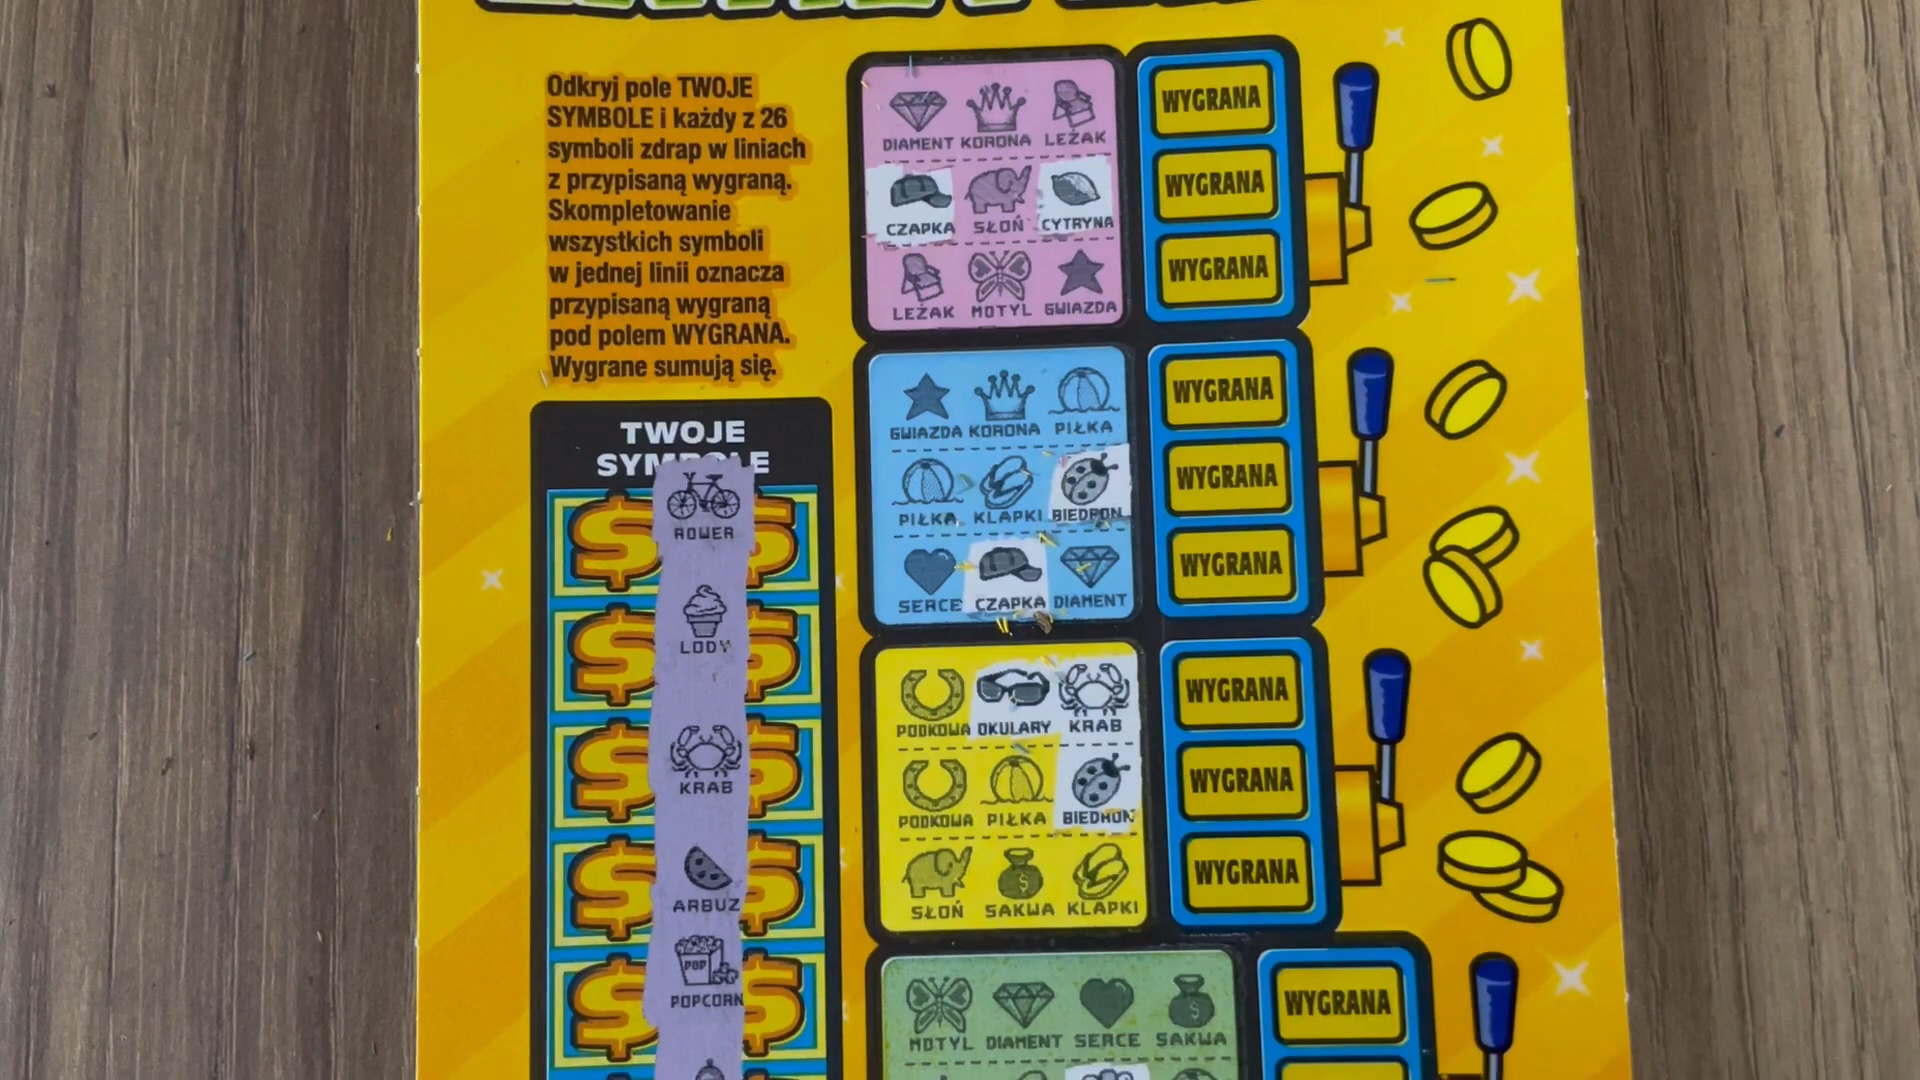 Odkryj pole TWOJE
SYMBOLE i każdy z 26
symboli zdrap w liniach
z przypisaną wygraną.
Skompletowanie
wszystkich symboli
w jednej linii oznacza
przypisaną wygraną
pod polem WYGRANA.
Wygrane sumują się.
TWOJE
SYMBOLE
ROWER
LODY
KRAB
ARBUZ
POP
POPCORN
DIAMENT KORONA LEŻAK
CZAPKA SŁOŃ CYTRYNA
LEŻAK MOTYL GWIAZDA
WYGRANA
WYGRANA
WYGRANA
GWIAZDA KORONA PIŁKA
PIŁKA KLAPKI BIEDRON
SERCE CZAPKA DIAMENT
WYGRANA
WYGRANA
WYGRANA
PODKOWA OKULARY KRAB
PODKOWA PIŁKA BIEDRON
SŁOŃ SAKWA KLAPKI
WYGRANA
WYGRANA
WYGRANA
MOTYL DIAMENT SERCE SAKWA
WYGRANA